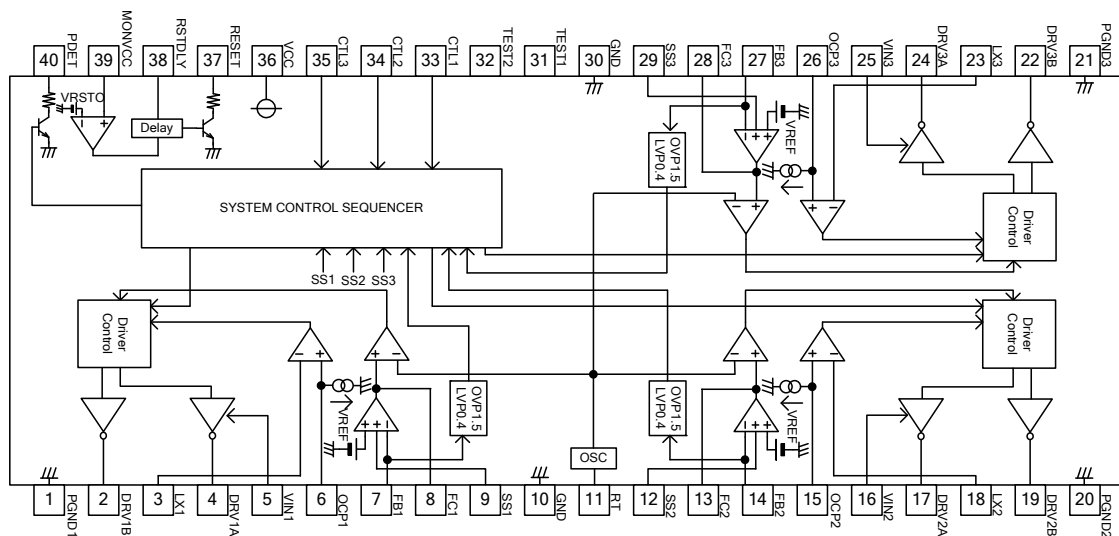 PDET
MONVCC
RSTDLY
RESET
VCC
CTL3
CTL2
CTL1
TEST2
TEST1
GND
SS3
FC3
FB3
OCP3
VIN3
DRV3A
LX3
DRV3B
PGND3
40 39 38 37 36 35 34 33 32 31 30 29 28 27 26 25 24 23 22 21
VRSTO
Delay
SYSTEM CONTROL SEQUENCER
OVP1.5
LVP0.4
VREF
Driver
Control
SS1 SS2 SS3
Driver
Control
Driver
Control
VREF
OVP1.5
LVP0.4
OVP1.5
LVP0.4
VREF
OSC
1 2 3 4 5 6 7 8 9 10 11 12 13 14 15 16 17 18 19 20
PGND1
DRV1B
LX1
DRV1A
VIN1
OCP1
FB1
FC1
SS1
GND
RT
SS2
FC2
FB2
OCP2
VIN2
DRV2A
LX2
DRV2B
PGND2